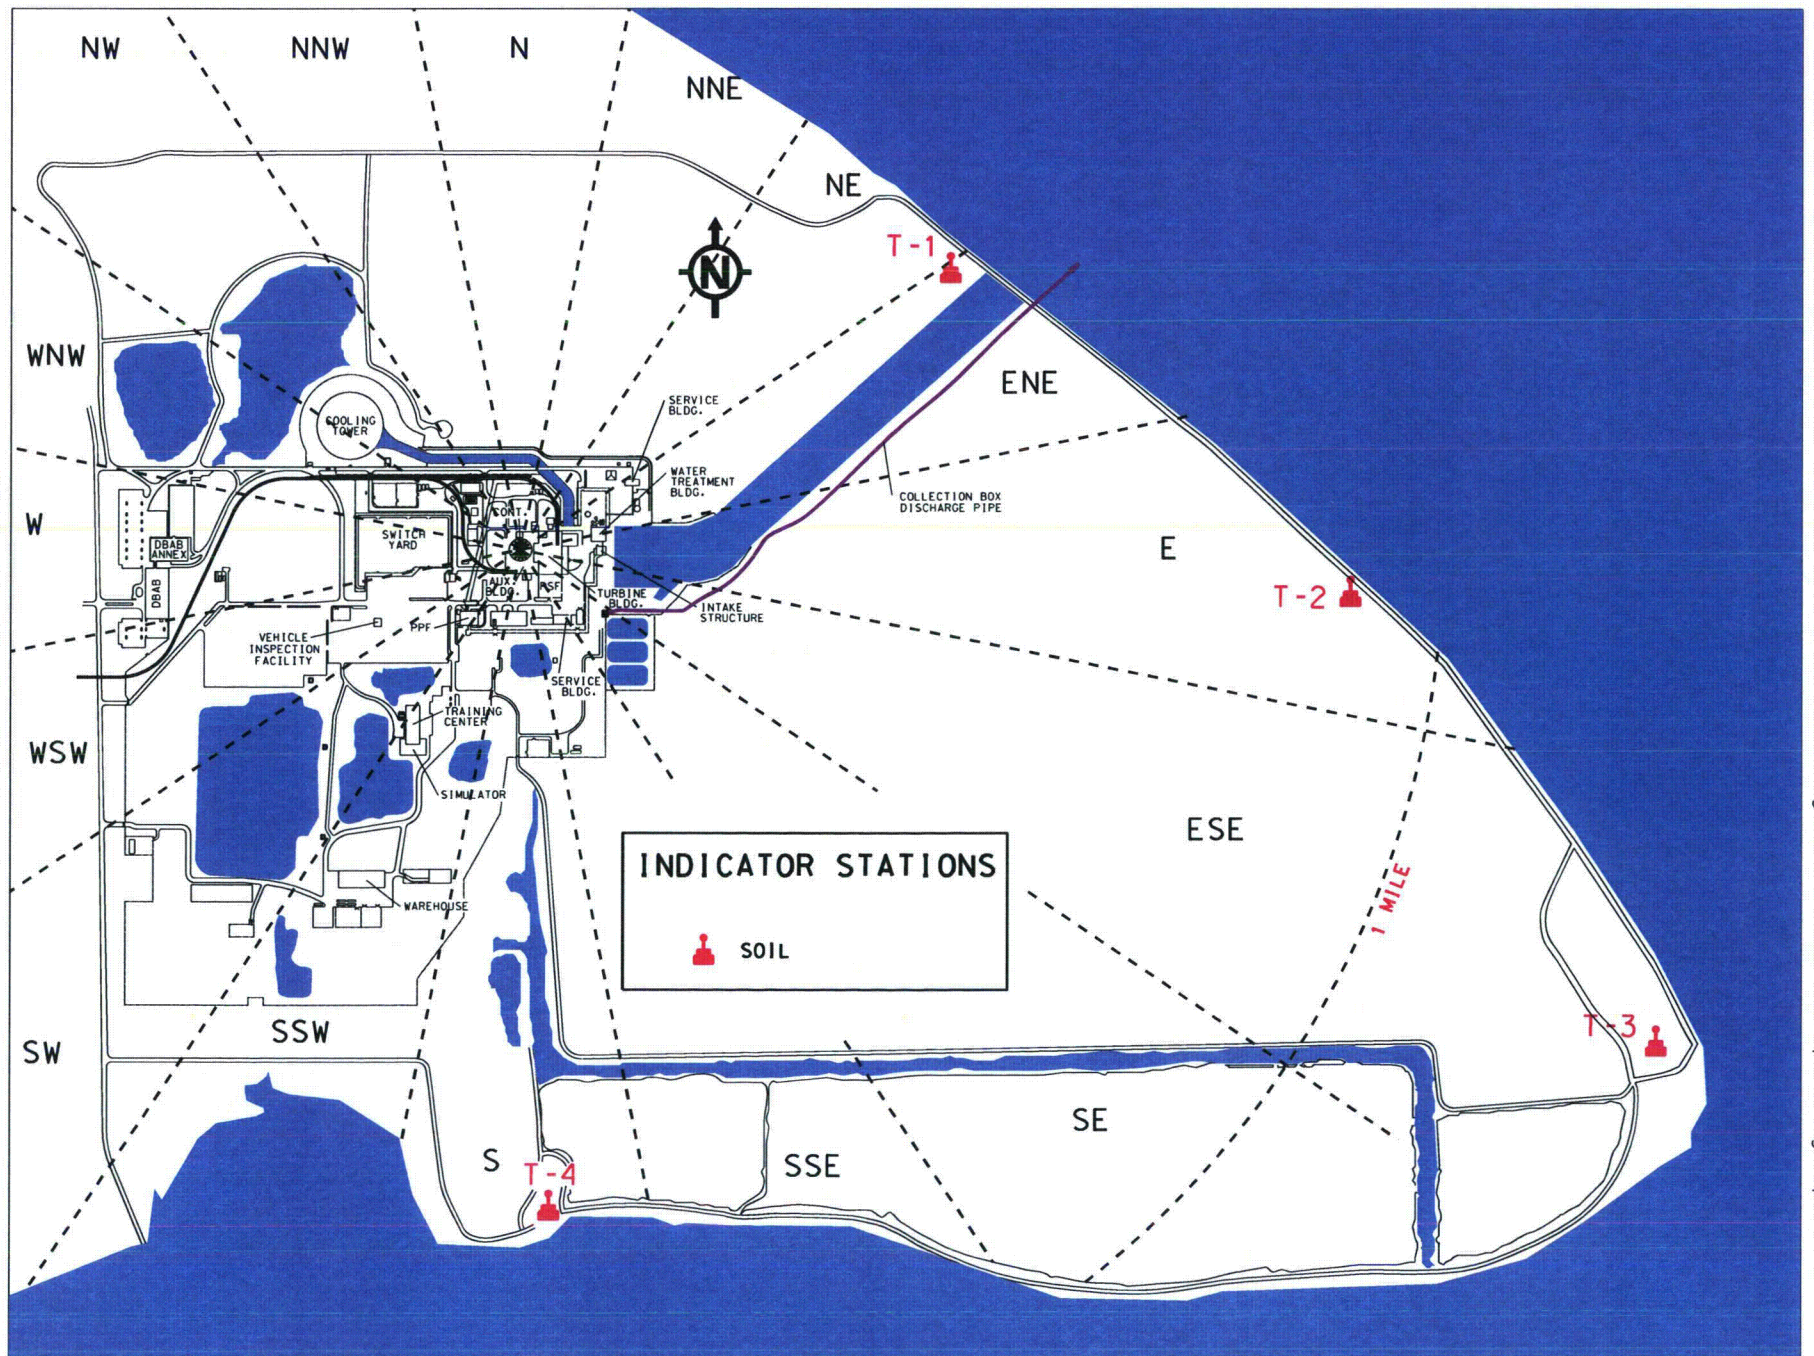 NW
NNW
N
NNE
NE
T-1
N
WNW
ENE
SERVICE
BLDG.
COOLING
TOWER
WATER
TREATMENT
BLDG.
COLLECTION BOX
DISCHARGE PIPE
CONT.
W
SWITCH
YARD
DBAB
ANNEX
E
DBAB
AUX.
BLDG.
TURBINE
BLDG.
INTAKE
STRUCTURE
T-2
PPF
VEHICLE
INSPECTION
FACILITY
SERVICE
BLDG.
TRAINING
CENTER
WSW
SIMULATOR
ESE
INDICATOR STATIONS
SOIL
1 MILE
WAREHOUSE
SSW
SW
T-3
SE
S
SSE
T-4